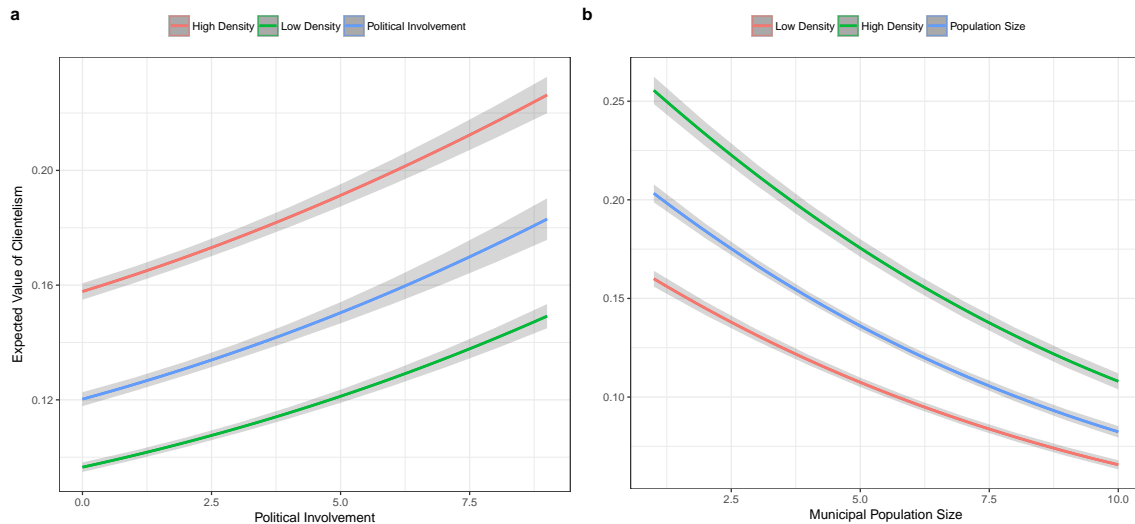 a
High Density Low Density Political Involvement
Expected Value of Clientelism
0.20
0.16
0.12
0.0 2.5 5.0 7.5
Political Involvement
b
Low Density High Density Population Size
0.25
0.20
0.15
0.10
2.5 5.0 7.5 10.0
Municipal Population Size